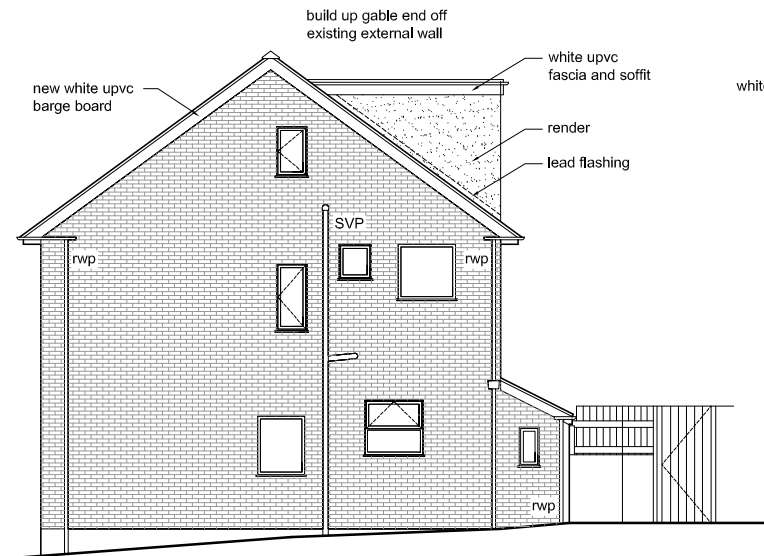 build up gable end off
existing external wall
white upvc
fascia and soffit
new white upvc
barge board
render
lead flashing
SVP
rwp
rwp
rwp